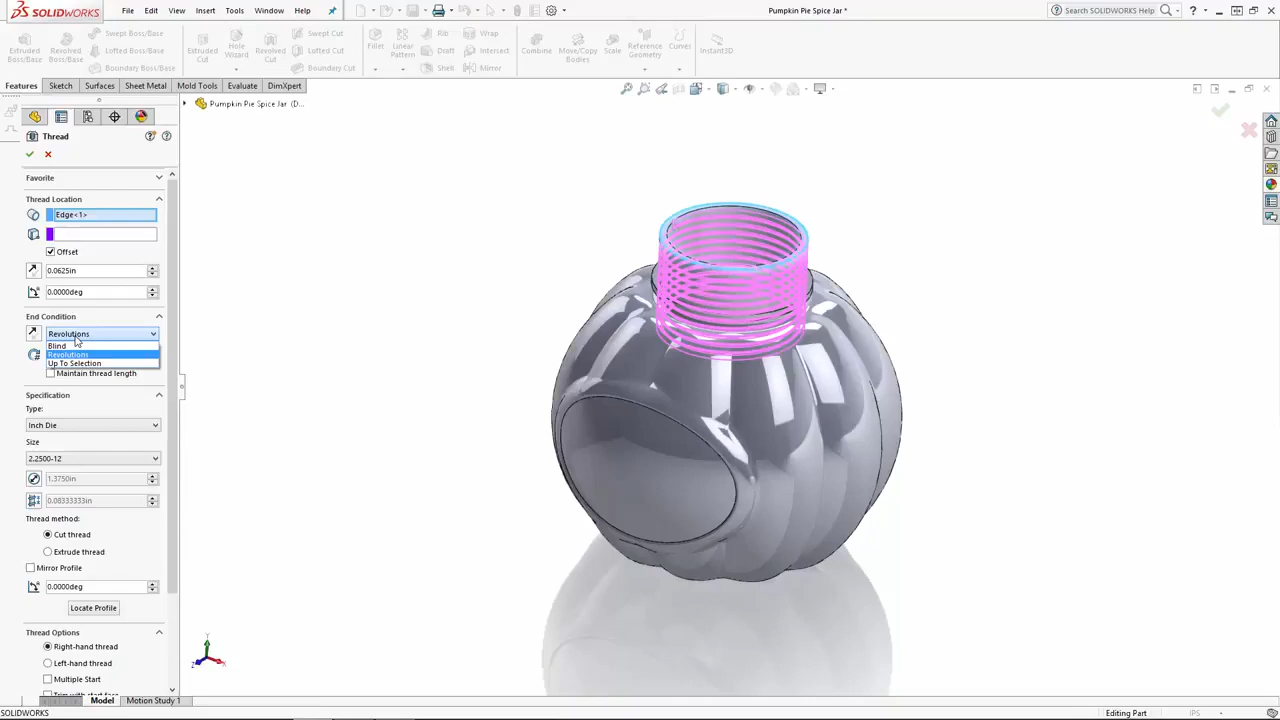 SOLIDWORKS File Edit View Insert Tools Window Help Pumpkin Pie Spice Jar * Search SOLIDWORKS Help
Extruded Boss/Base
Revolved Boss/Base
Swept Boss/Base
Lofted Boss/Base
Boundary Boss/Base
Extruded Cut
Hole Wizard
Revolved Cut
Swept Cut
Lofted Cut
Boundary Cut
Fillet
Linear Pattern
Rib
Draft
Shell
Wrap
Intersect
Mirror
Combine
Move/Copy Bodies
Scale
Reference Geometry
Curves
Instant3D
Features Sketch Surfaces Sheet Metal Mold Tools Evaluate DimXpert
Pumpkin Pie Spice Jar (D...
Thread
Favorite
Thread Location
Edge<1>
Offset
0.0625in
0.0000deg
End Condition
Revolutions
Blind
Revolutions
Up To Selection
Maintain thread length
Specification
Type:
Inch Die
Size
2.2500-12
1.3750in
0.08333333in
Thread method:
Cut thread
Extrude thread
Mirror Profile
0.0000deg
Locate Profile
Thread Options
Right-hand thread
Left-hand thread
Multiple Start
Trim with start face
Y
X
Z
Model Motion Study 1
SOLIDWORKS Editing Part IPS